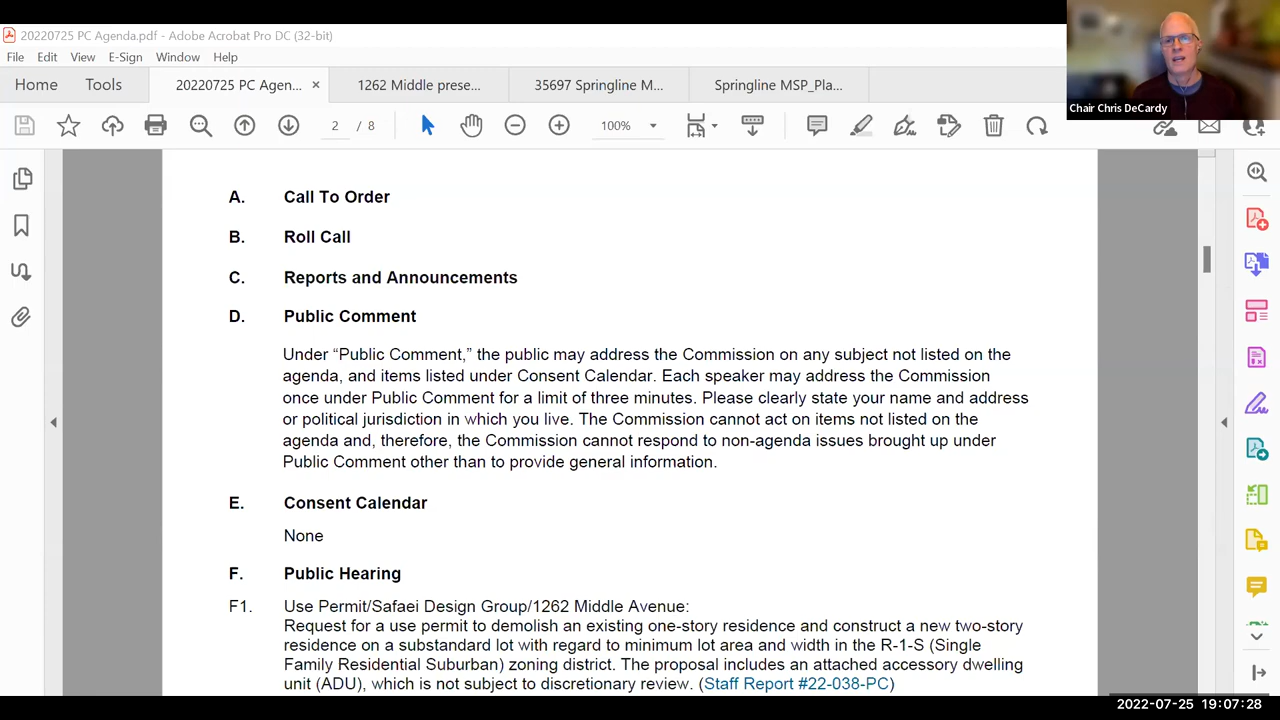 20220725 PC Agenda.pdf - Adobe Acrobat Pro DC (32-bit)
File Edit View E-Sign Window Help
Home Tools 20220725 PC Agen... × 1262 Middle prese... 35697 Springline M... Springline MSP_Pla...
2 / 8 100%
Chair Chris DeCardy
A. Call To Order
B. Roll Call
C. Reports and Announcements
D. Public Comment
Under “Public Comment,” the public may address the Commission on any subject not listed on the
agenda, and items listed under Consent Calendar. Each speaker may address the Commission
once under Public Comment for a limit of three minutes. Please clearly state your name and address
or political jurisdiction in which you live. The Commission cannot act on items not listed on the
agenda and, therefore, the Commission cannot respond to non-agenda issues brought up under
Public Comment other than to provide general information.
E. Consent Calendar
None
F. Public Hearing
F1. Use Permit/Safaei Design Group/1262 Middle Avenue:
Request for a use permit to demolish an existing one-story residence and construct a new two-story
residence on a substandard lot with regard to minimum lot area and width in the R-1-S (Single
Family Residential Suburban) zoning district. The proposal includes an attached accessory dwelling
unit (ADU), which is not subject to discretionary review. (Staff Report #22-038-PC)
2022-07-25 19:07:28